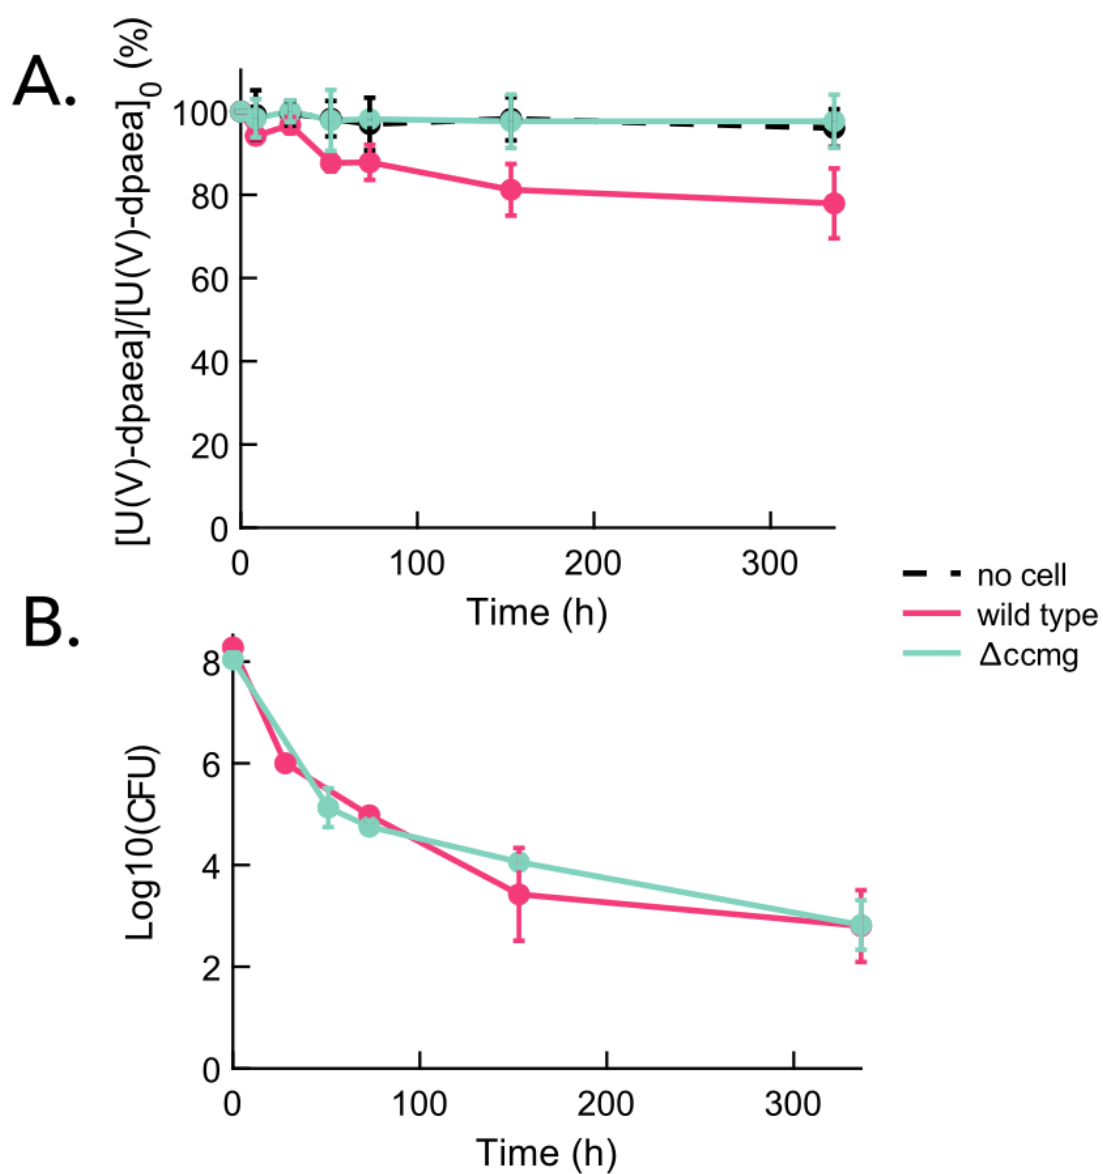 A.
[U(V)-dpaea]/[U(V)-dpaea]0 (%)
100
80
60
40
20
0
0 100 200 300
Time (h)
no cell
wild type
Δccmg
B.
Log10(CFU)
8
6
4
2
0
0 100 200 300
Time (h)